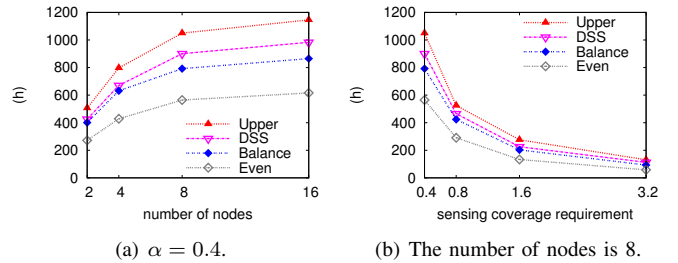 1200
1000
800
600
400
200
0
(h)
Upper
DSS
Balance
Even
2 4 8 16
number of nodes
(a) α = 0.4.
1200
1000
800
600
400
200
0
(h)
Upper
DSS
Balance
Even
0.4 0.8 1.6 3.2
sensing coverage requirement
(b) The number of nodes is 8.